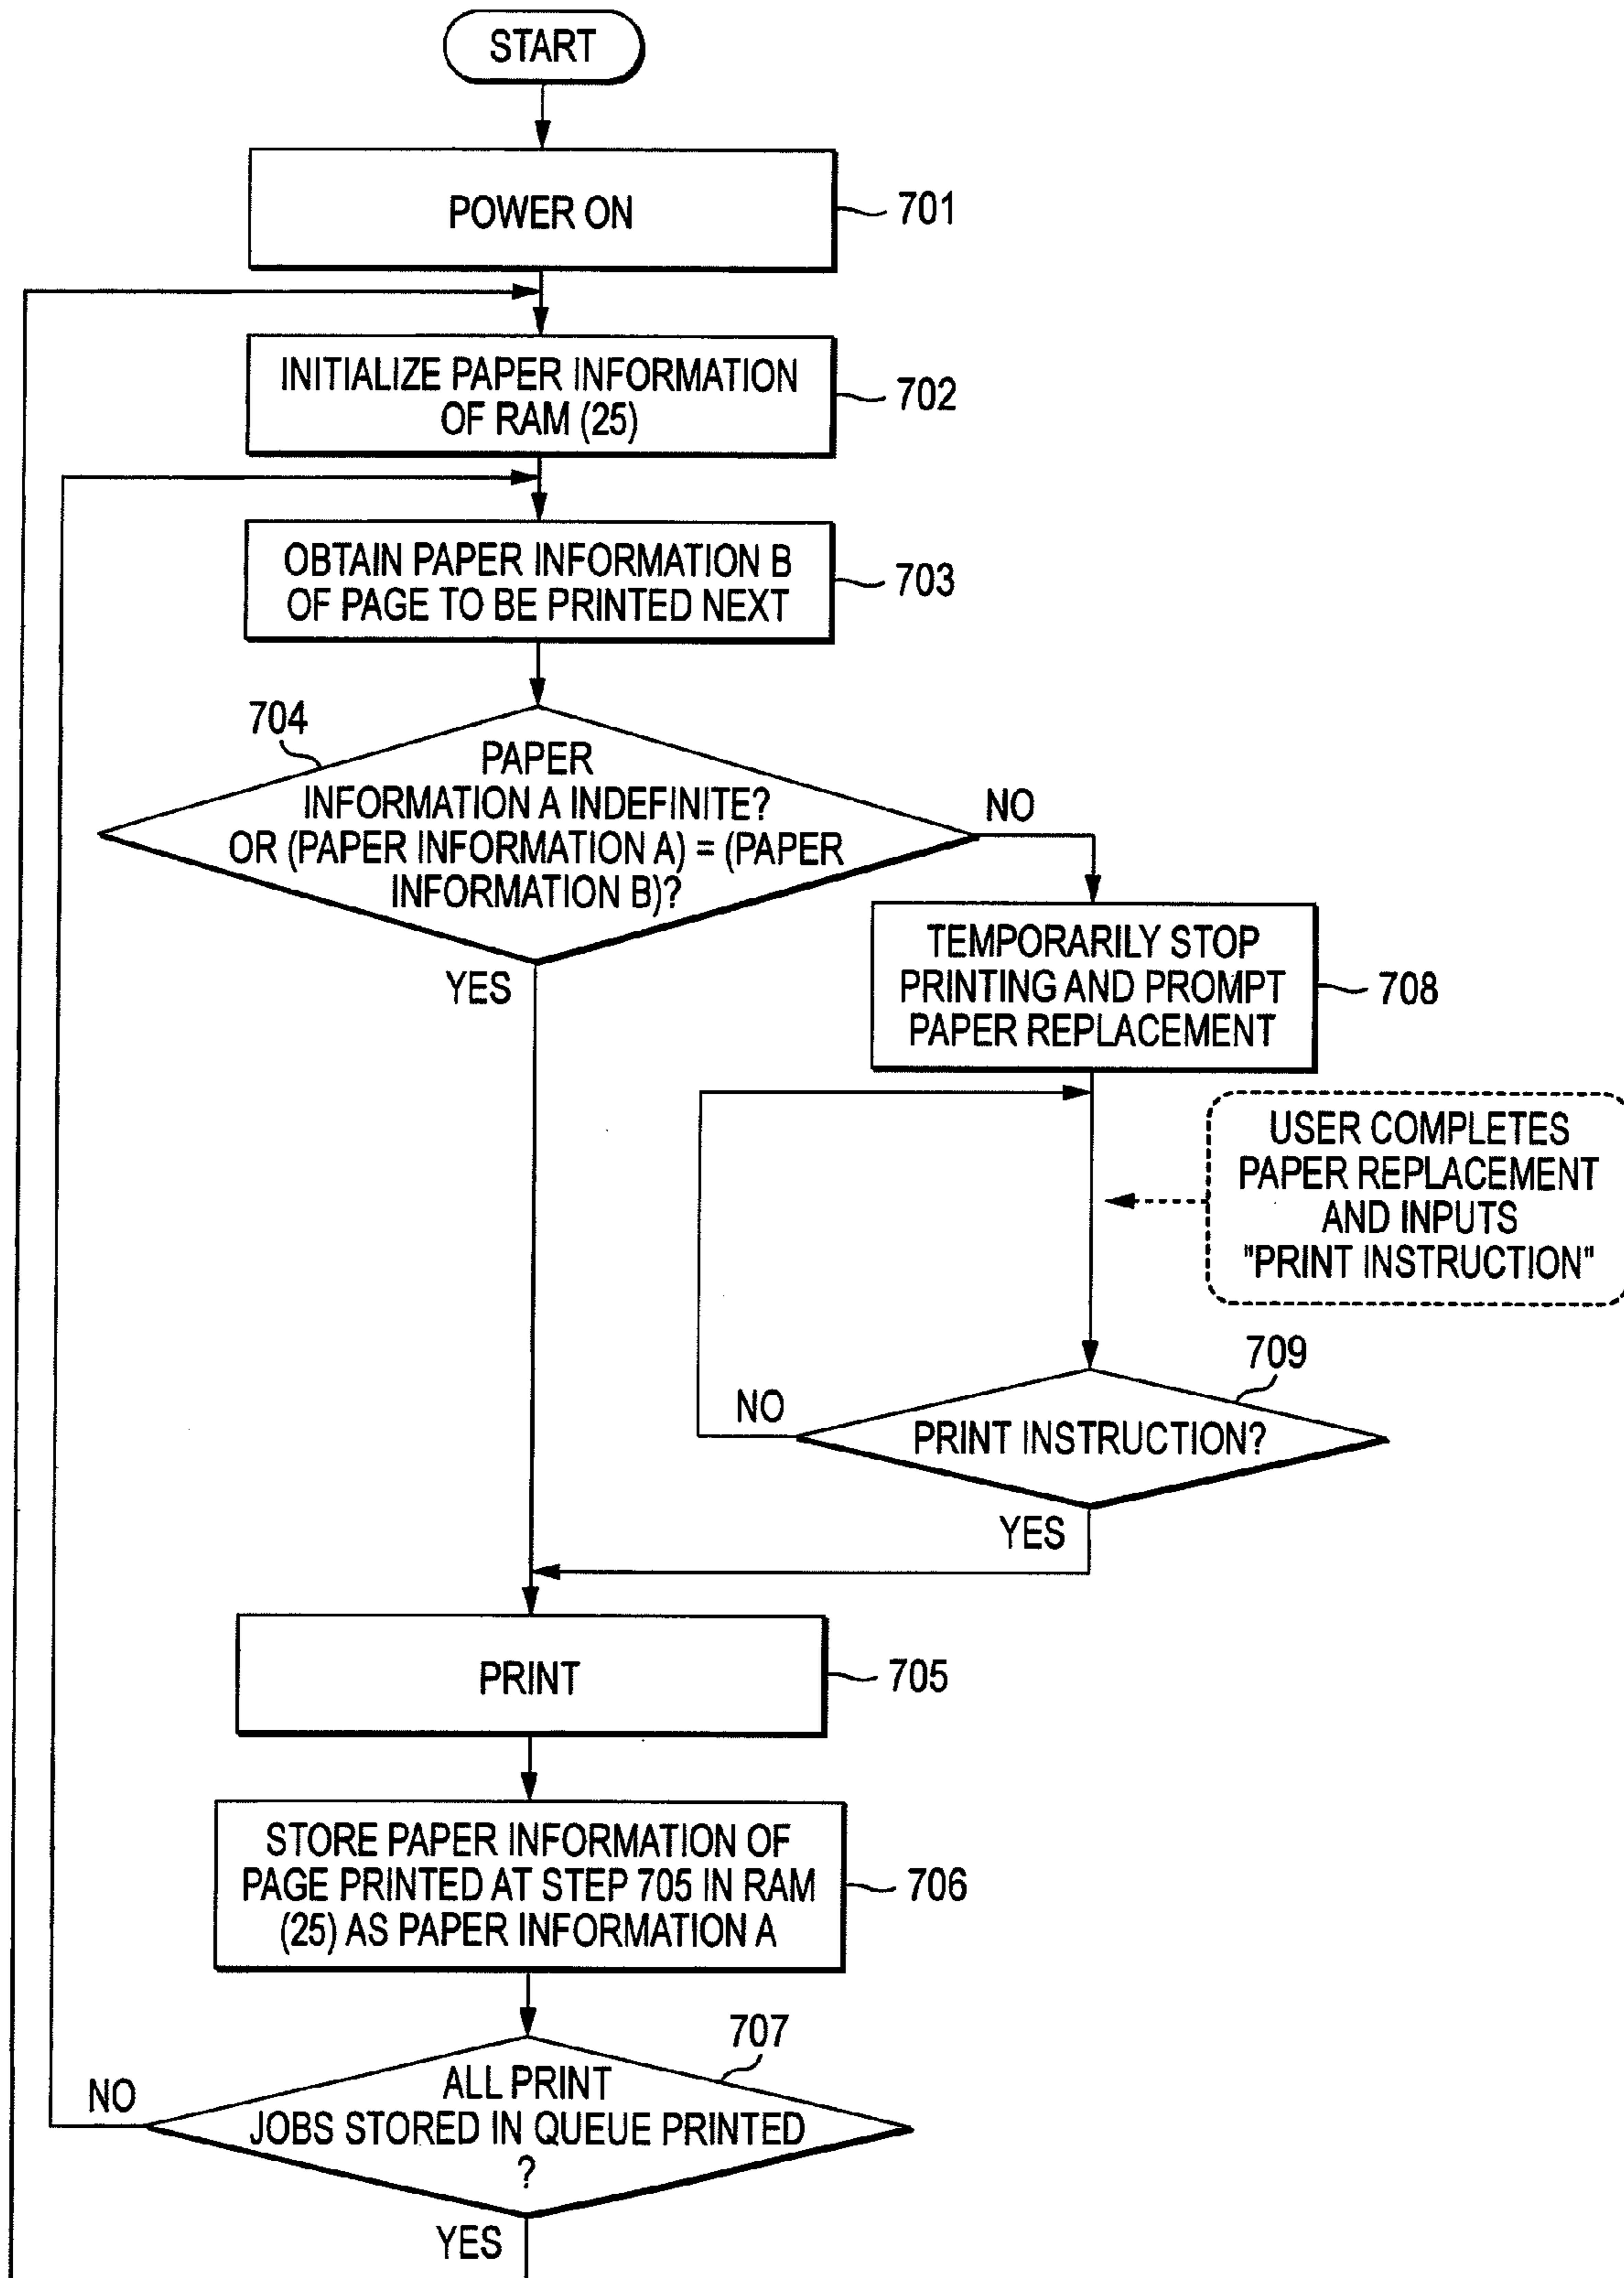 START
POWER ON
701
INITIALIZE PAPER INFORMATION
OF RAM (25)
702
OBTAIN PAPER INFORMATION B
OF PAGE TO BE PRINTED NEXT
703
704
PAPER
INFORMATION A INDEFINITE?
OR (PAPER INFORMATION A) = (PAPER
INFORMATION B)?
NO
YES
TEMPORARILY STOP
PRINTING AND PROMPT
PAPER REPLACEMENT
708
USER COMPLETES
PAPER REPLACEMENT
AND INPUTS
"PRINT INSTRUCTION"
709
NO
PRINT INSTRUCTION?
YES
PRINT
705
STORE PAPER INFORMATION OF
PAGE PRINTED AT STEP 705 IN RAM
(25) AS PAPER INFORMATION A
706
707
NO
ALL PRINT
JOBS STORED IN QUEUE PRINTED
?
YES